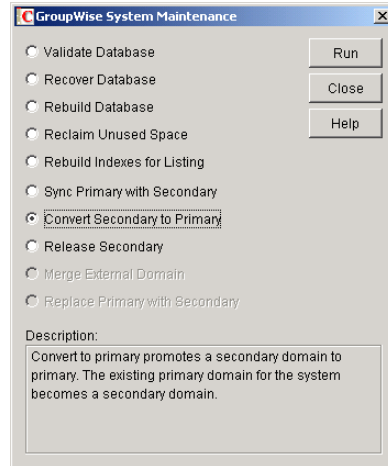 GroupWise System Maintenance
Validate Database
Run
Recover Database
Close
Rebuild Database
Help
Reclaim Unused Space
Rebuild Indexes for Listing
Sync Primary with Secondary
Convert Secondary to Primary
Release Secondary
Merge External Domain
Replace Primary with Secondary
Description:
Convert to primary promotes a secondary domain to
primary. The existing primary domain for the system
becomes a secondary domain.